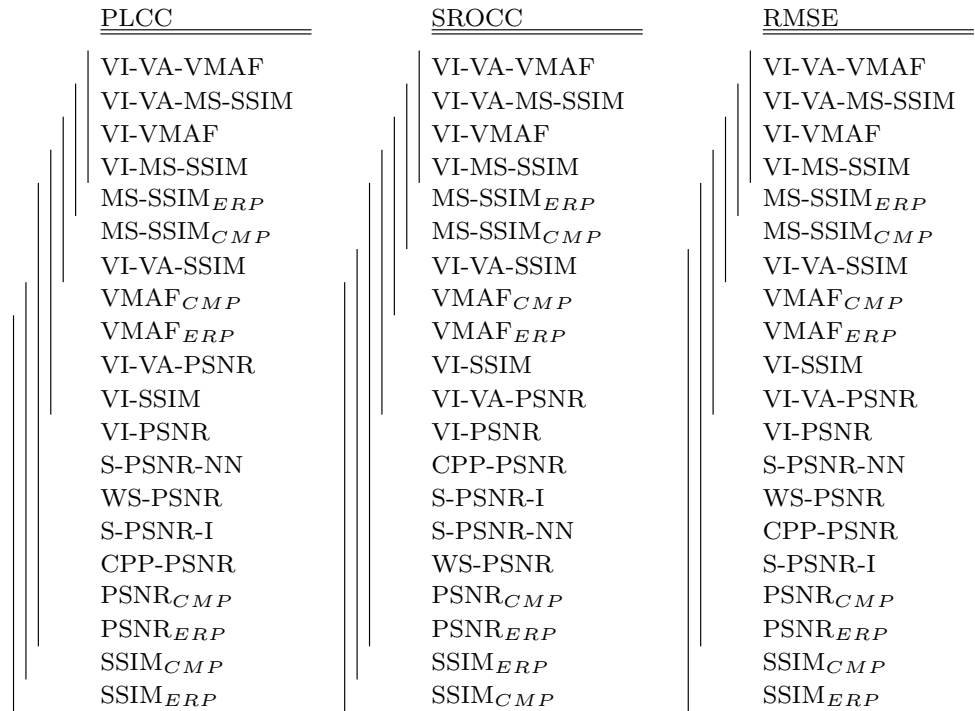 PLCC SROCC RMSE
VI-VA-VMAF VI-VA-VMAF VI-VA-VMAF
VI-VA-MS-SSIM VI-VA-MS-SSIM VI-VA-MS-SSIM
VI-VMAF VI-VMAF VI-VMAF
VI-MS-SSIM VI-MS-SSIM VI-MS-SSIM
MS-SSIM_ERP MS-SSIM_ERP MS-SSIM_ERP
MS-SSIM_CMP MS-SSIM_CMP MS-SSIM_CMP
VI-VA-SSIM VI-VA-SSIM VI-VA-SSIM
VMAF_CMP VMAF_CMP VMAF_CMP
VMAF_ERP VMAF_ERP VMAF_ERP
VI-VA-PSNR VI-SSIM VI-SSIM
VI-SSIM VI-VA-PSNR VI-VA-PSNR
VI-PSNR VI-PSNR VI-PSNR
S-PSNR-NN CPP-PSNR S-PSNR-NN
WS-PSNR S-PSNR-I WS-PSNR
S-PSNR-I S-PSNR-NN CPP-PSNR
CPP-PSNR WS-PSNR S-PSNR-I
PSNR_CMP PSNR_CMP PSNR_CMP
PSNR_ERP PSNR_ERP PSNR_ERP
SSIM_CMP SSIM_ERP SSIM_CMP
SSIM_ERP SSIM_CMP SSIM_ERP